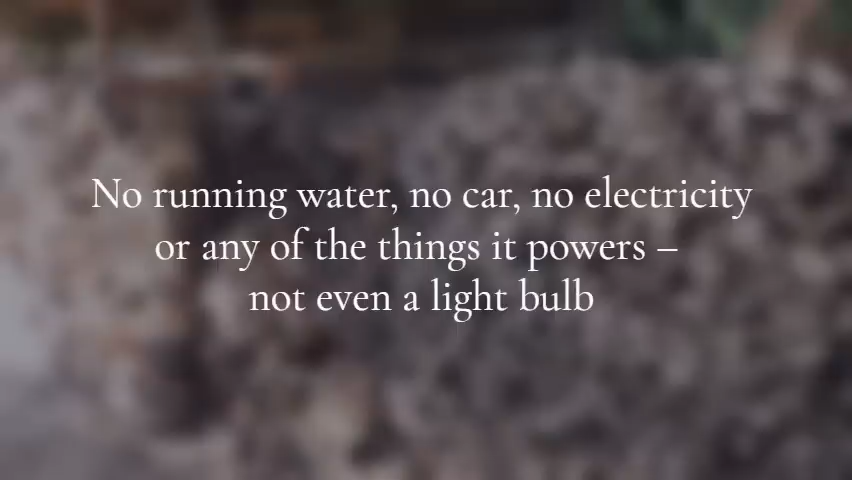 No running water, no car, no electricity
or any of the things it powers –
not even a light bulb